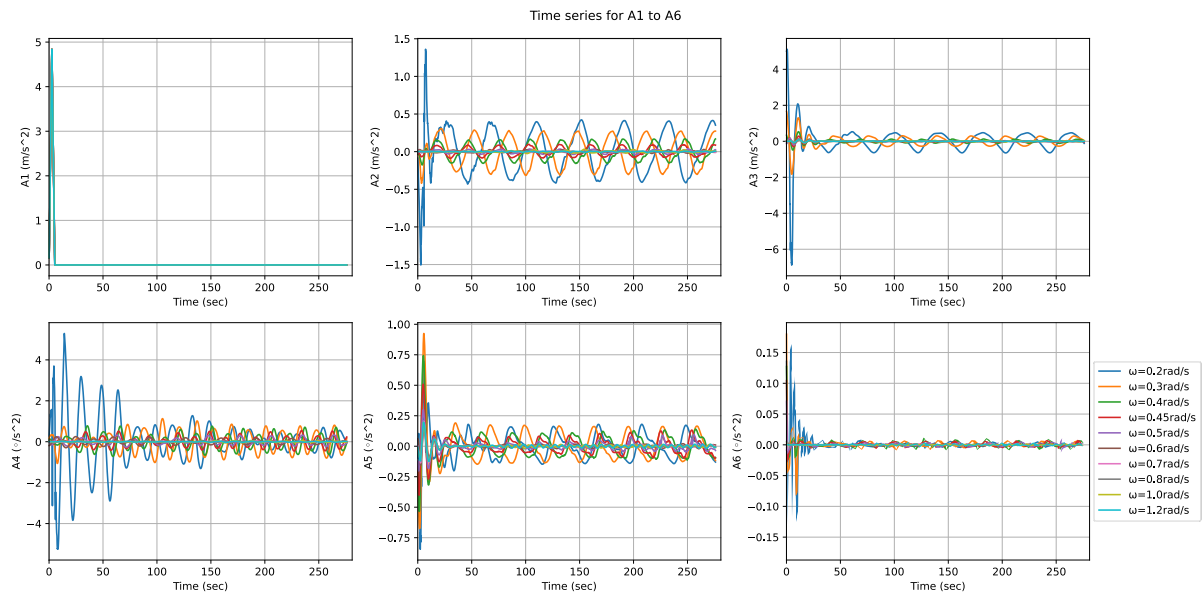 Time series for A1 to A6
A1 (m/s^2)
5
4
3
2
1
0
0 50 100 150 200 250
Time (sec)
A2 (m/s^2)
1.5
1.0
0.5
0.0
−0.5
−1.0
−1.5
0 50 100 150 200 250
Time (sec)
A3 (m/s^2)
4
2
0
−2
−4
−6
0 50 100 150 200 250
Time (sec)
A4 (◦/s^2)
4
2
0
−2
−4
0 50 100 150 200 250
Time (sec)
A5 (◦/s^2)
1.00
0.75
0.50
0.25
0.00
−0.25
−0.50
−0.75
0 50 100 150 200 250
Time (sec)
A6 (◦/s^2)
0.15
0.10
0.05
0.00
−0.05
−0.10
−0.15
0 50 100 150 200 250
Time (sec)
ω=0.2rad/s
ω=0.3rad/s
ω=0.4rad/s
ω=0.45rad/s
ω=0.5rad/s
ω=0.6rad/s
ω=0.7rad/s
ω=0.8rad/s
ω=1.0rad/s
ω=1.2rad/s